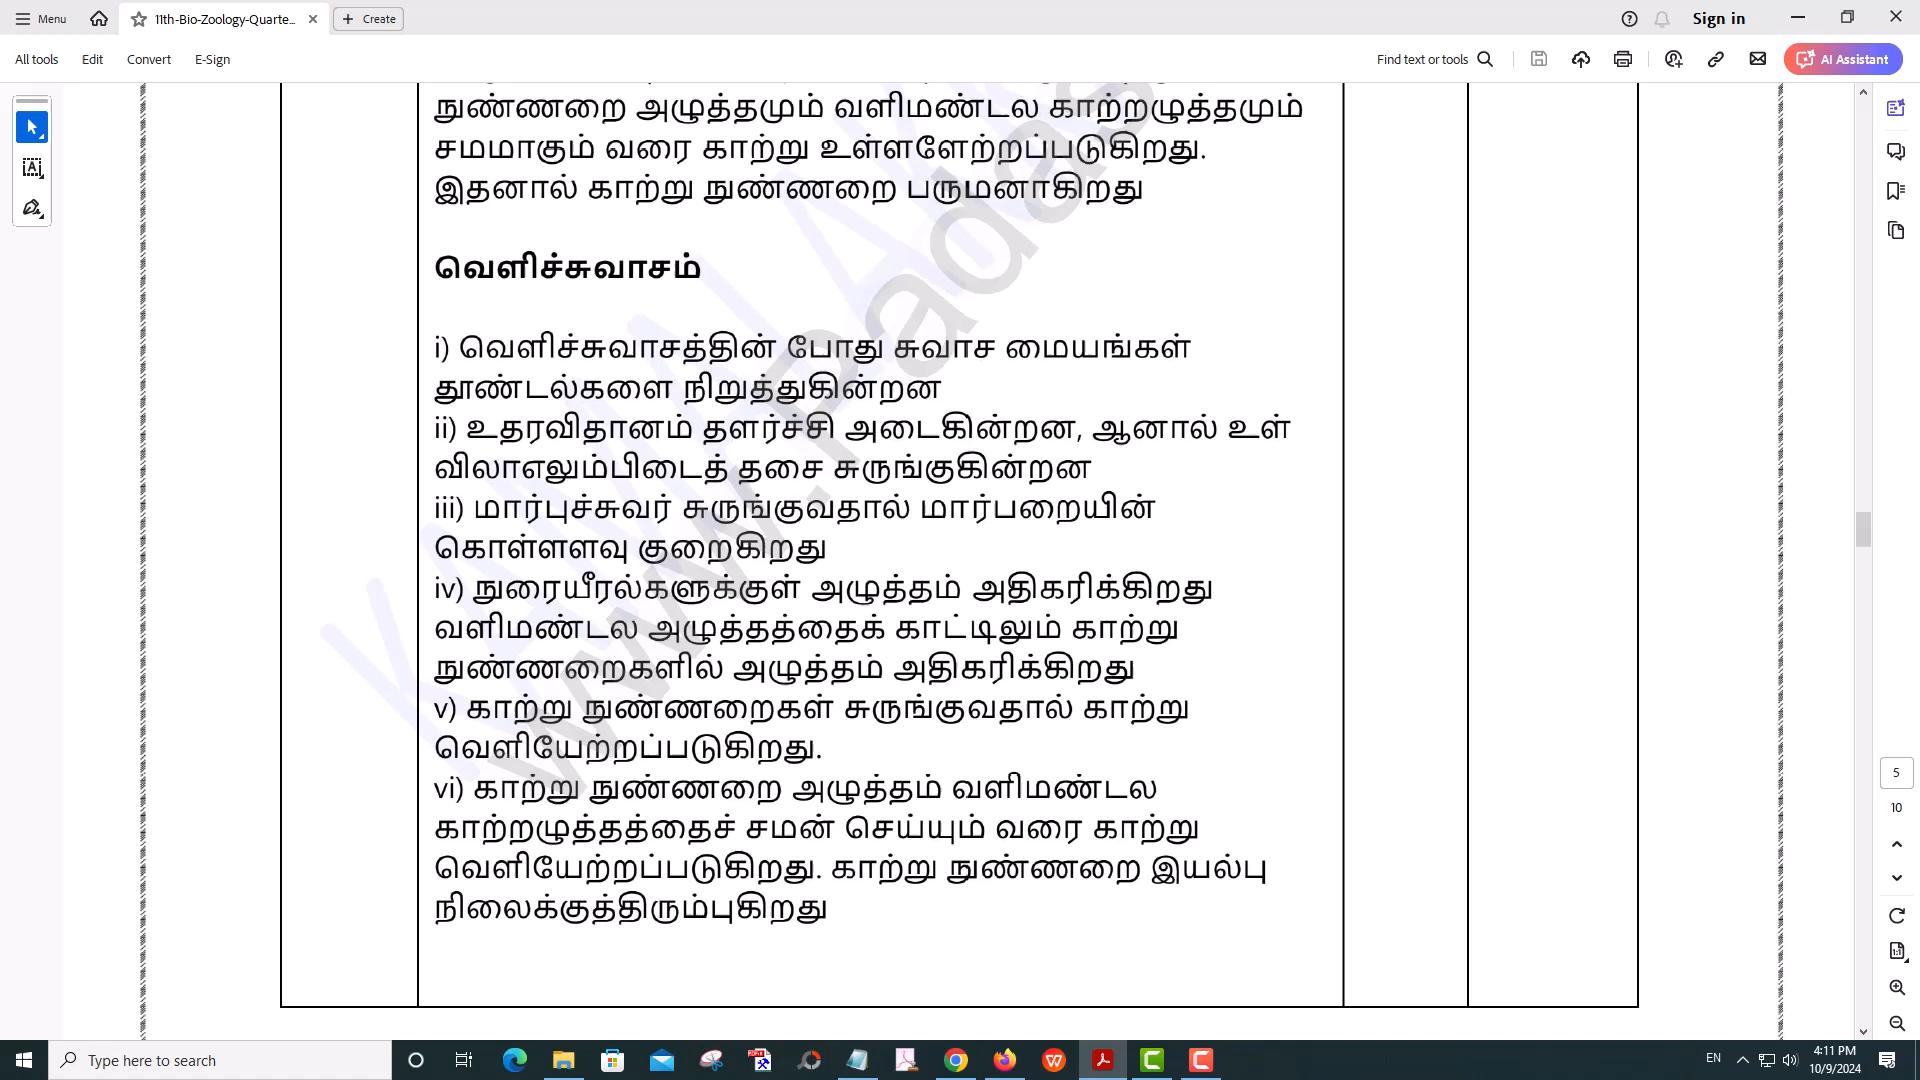 Menu
11th-Bio-Zoology-Quarte...
Create
Sign in
All tools
Edit
Convert
E-Sign
Find text or tools
AI Assistant
நுண்ணறை அழுத்தமும் வளிமண்டல காற்றழுத்தமும்
சமமாகும் வரை காற்று உள்ளளேற்றப்படுகிறது.
இதனால் காற்று நுண்ணறை பருமனாகிறது
வெளிச்சுவாசம்
i) வெளிச்சுவாசத்தின் போது சுவாச மையங்கள்
தூண்டல்களை நிறுத்துகின்றன
ii) உதரவிதானம் தளர்ச்சி அடைகின்றன, ஆனால் உள்
விலாஎலும்பிடைத் தசை சுருங்குகின்றன
iii) மார்புச்சுவர் சுருங்குவதால் மார்பறையின்
கொள்ளளவு குறைகிறது
iv) நுரையீரல்களுக்குள் அழுத்தம் அதிகரிக்கிறது
வளிமண்டல அழுத்தத்தைக் காட்டிலும் காற்று
நுண்ணறைகளில் அழுத்தம் அதிகரிக்கிறது
v) காற்று நுண்ணறைகள் சுருங்குவதால் காற்று
வெளியேற்றப்படுகிறது.
vi) காற்று நுண்ணறை அழுத்தம் வளிமண்டல
காற்றழுத்தத்தைச் சமன் செய்யும் வரை காற்று
வெளியேற்றப்படுகிறது. காற்று நுண்ணறை இயல்பு
நிலைக்குத்திரும்புகிறது
www.Padas
5
10
Type here to search
EN
4:11 PM
10/9/2024